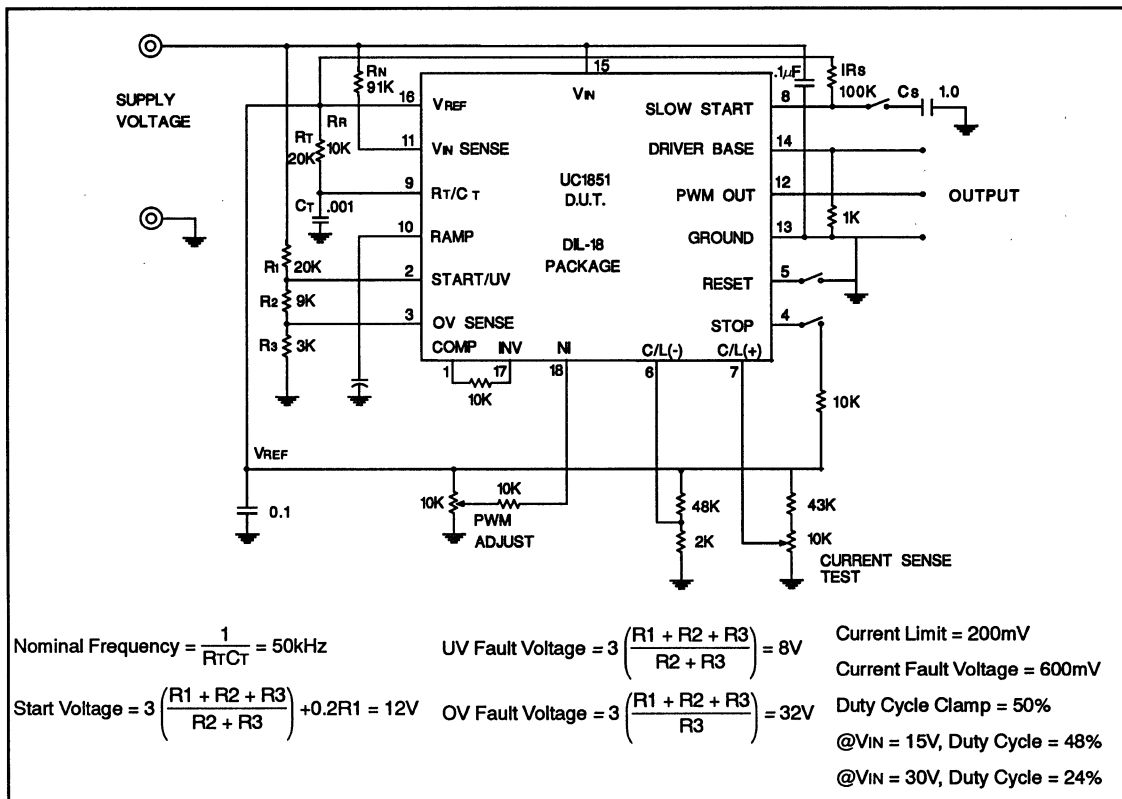 SUPPLY
VOLTAGE
RN
91K
16
VREF
RR
10K
RT
20K
11
VIN SENSE
9
RT/CT
CT .001
10
RAMP
R1 20K
2
START/UV
R2 9K
3
OV SENSE
R3 3K
15
VIN
UC1851
D.U.T.
DIL-18
PACKAGE
.1µF
IRS
100K
CS 1.0
8
SLOW START
14
DRIVER BASE
12
PWM OUT
OUTPUT
1K
13
GROUND
5
RESET
4
STOP
10K
COMP
1
INV
17
NI
18
C/L(-)
6
C/L(+)
7
10K
VREF
0.1
10K
10K
PWM
ADJUST
48K
2K
43K
10K
CURRENT SENSE
TEST
Nominal Frequency = 1 / RTCT = 50kHz
UV Fault Voltage = 3 (R1 + R2 + R3 / R2 + R3) = 8V
Current Limit = 200mV
Current Fault Voltage = 600mV
Start Voltage = 3 (R1 + R2 + R3 / R2 + R3) +0.2R1 = 12V
OV Fault Voltage = 3 (R1 + R2 + R3 / R3) = 32V
Duty Cycle Clamp = 50%
@VIN = 15V, Duty Cycle = 48%
@VIN = 30V, Duty Cycle = 24%